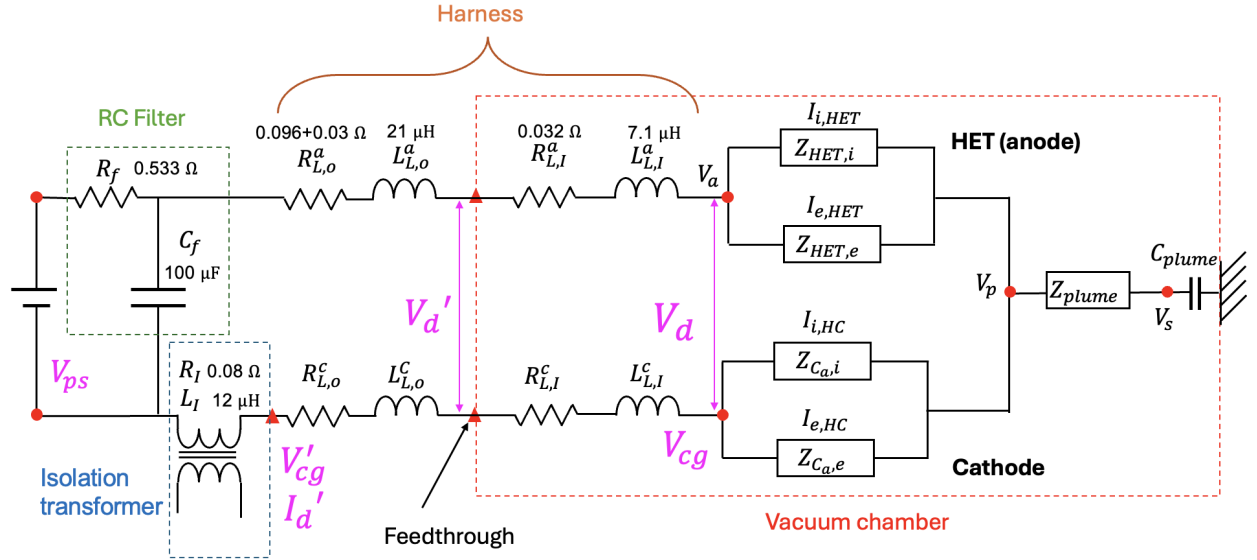 Harness
RC Filter
R_f 0.533 Ω
C_f
100 μF
0.096+0.03 Ω
R^a_{L,o}
21 μH
L^a_{L,o}
0.032 Ω
R^a_{L,I}
7.1 μH
L^a_{L,I}
V_a
I_{i,HET}
Z_{HET,i}
HET (anode)
I_{e,HET}
Z_{HET,e}
V_d'
V_d
V_p
Z_{plume}
C_{plume}
V_s
V_{ps}
R_I 0.08 Ω
L_I 12 μH
R^c_{L,o}
L^c_{L,o}
R^c_{L,I}
L^c_{L,I}
I_{i,HC}
Z_{C_a,i}
I_{e,HC}
Z_{C_a,e}
Cathode
V'_{cg}
I_d'
V_{cg}
Isolation
transformer
Feedthrough
Vacuum chamber